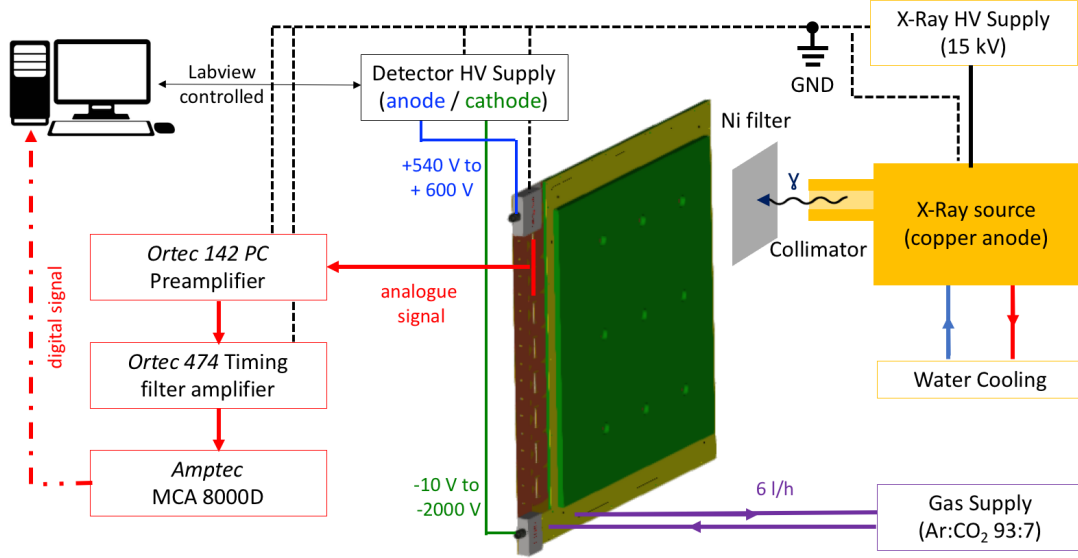 X-Ray HV Supply
(15 kV)
GND
Labview
controlled
Detector HV Supply
(anode / cathode)
+540 V to
+ 600 V
Ni filter
γ
Collimator
X-Ray source
(copper anode)
Ortec 142 PC
Preamplifier
analogue
signal
digital signal
Ortec 474 Timing
filter amplifier
Water Cooling
Amptec
MCA 8000D
-10 V to
-2000 V
6 l/h
Gas Supply
(Ar:CO₂ 93:7)